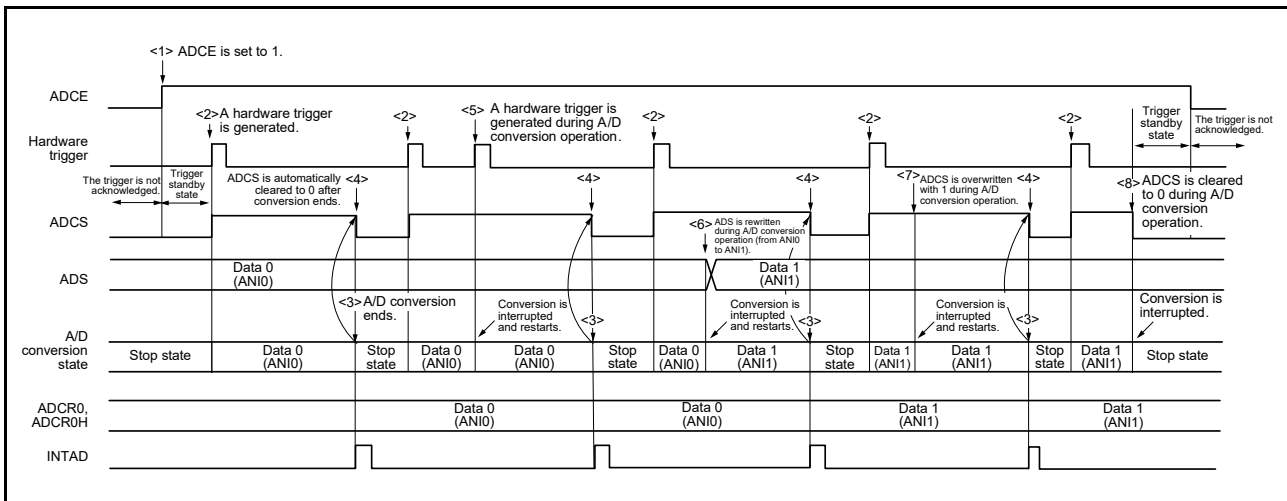 <1> ADCE is set to 1.
ADCE
<2> A hardware trigger
is generated.
<2>
<5> A hardware trigger is
generated during A/D
conversion operation.
<2>
<2>
<2>
Trigger
standby
state
The trigger is not
acknowledged.
Hardware
trigger
The trigger is not
acknowledged.
Trigger
standby
state
ADCS is automatically
cleared to 0 after
conversion ends.
<4>
<4>
<4>
<7> ADCS is overwritten
with 1 during A/D
conversion operation.
<4>
<8> ADCS is cleared
to 0 during A/D
conversion
operation.
ADCS
<6> ADS is rewritten
during A/D conversion
operation (from ANI0
to ANI1).
ADS
Data 0
(ANI0)
Data 1
(ANI1)
<3> A/D conversion
ends.
Conversion is
interrupted
and restarts.
<3>
Conversion is
interrupted
and restarts.
<3>
Conversion is
interrupted
and restarts.
<3>
Conversion is
interrupted.
A/D
conversion
state
Stop state
Data 0
(ANI0)
Stop
state
Data 0
(ANI0)
Data 0
(ANI0)
Stop
state
Data 0
(ANI0)
Data 1
(ANI1)
Stop
state
Data 1
(ANI1)
Data 1
(ANI1)
Stop
state
Data 1
(ANI1)
Stop state
ADCR0,
ADCR0H
Data 0
(ANI0)
Data 0
(ANI0)
Data 1
(ANI1)
Data 1
(ANI1)
INTAD